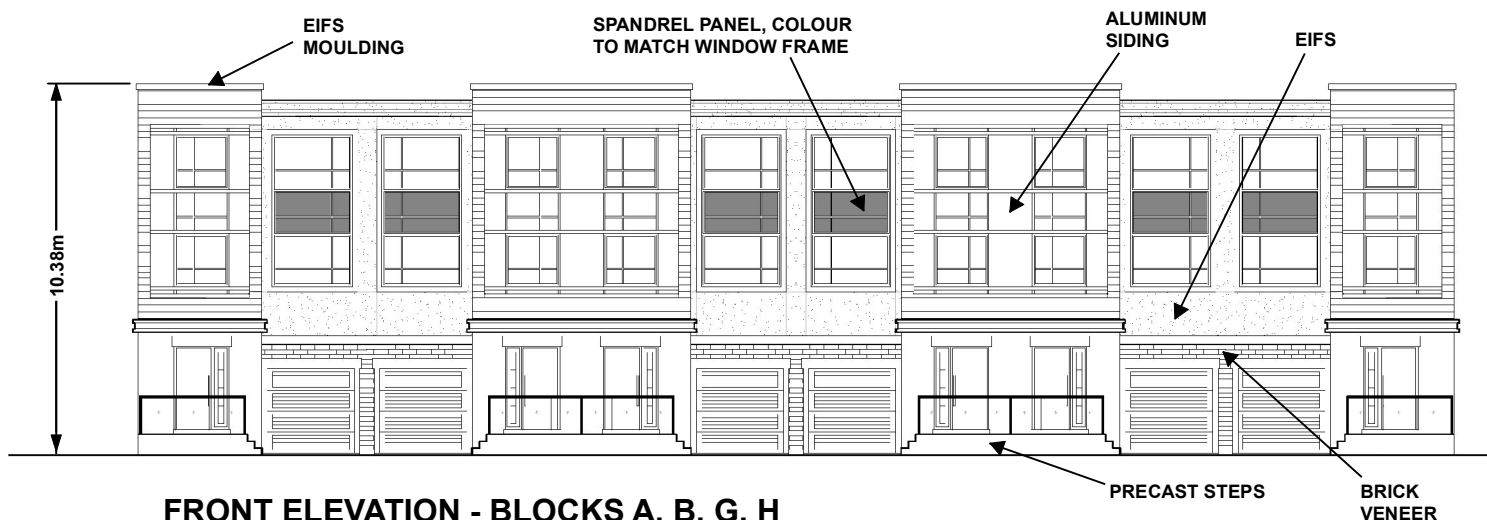 EIFS
MOULDING
SPANDREL PANEL, COLOUR
TO MATCH WINDOW FRAME
ALUMINUM
SIDING
EIFS
10.38m
PRECAST STEPS
BRICK
VENEER
FRONT ELEVATION - BLOCKS A, B, G, H